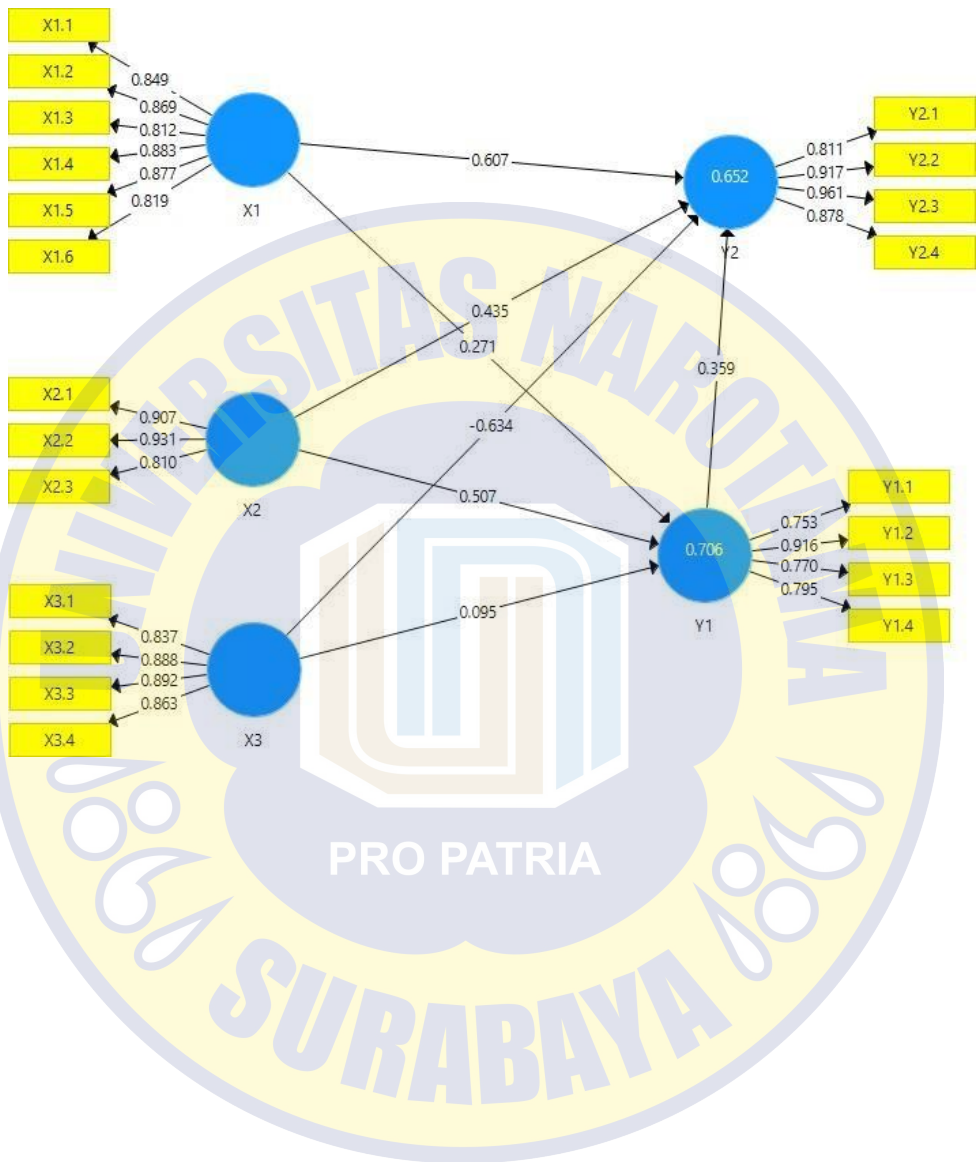 X1.1
X1.2
X1.3
X1.4
X1.5
X1.6
0.849
0.869
0.812
0.883
0.877
0.819
X1
0.607
0.652
Y2
0.811
0.917
0.961
0.878
Y2.1
Y2.2
Y2.3
Y2.4
0.435
0.271
0.359
-0.634
X2.1
X2.2
X2.3
0.907
0.931
0.810
X2
0.507
0.706
Y1
0.753
0.916
0.770
0.795
Y1.1
Y1.2
Y1.3
Y1.4
0.095
X3.1
X3.2
X3.3
X3.4
0.837
0.888
0.892
0.863
X3
UNIVERSITAS NAROTAMA
PRO PATRIA
SURABAYA